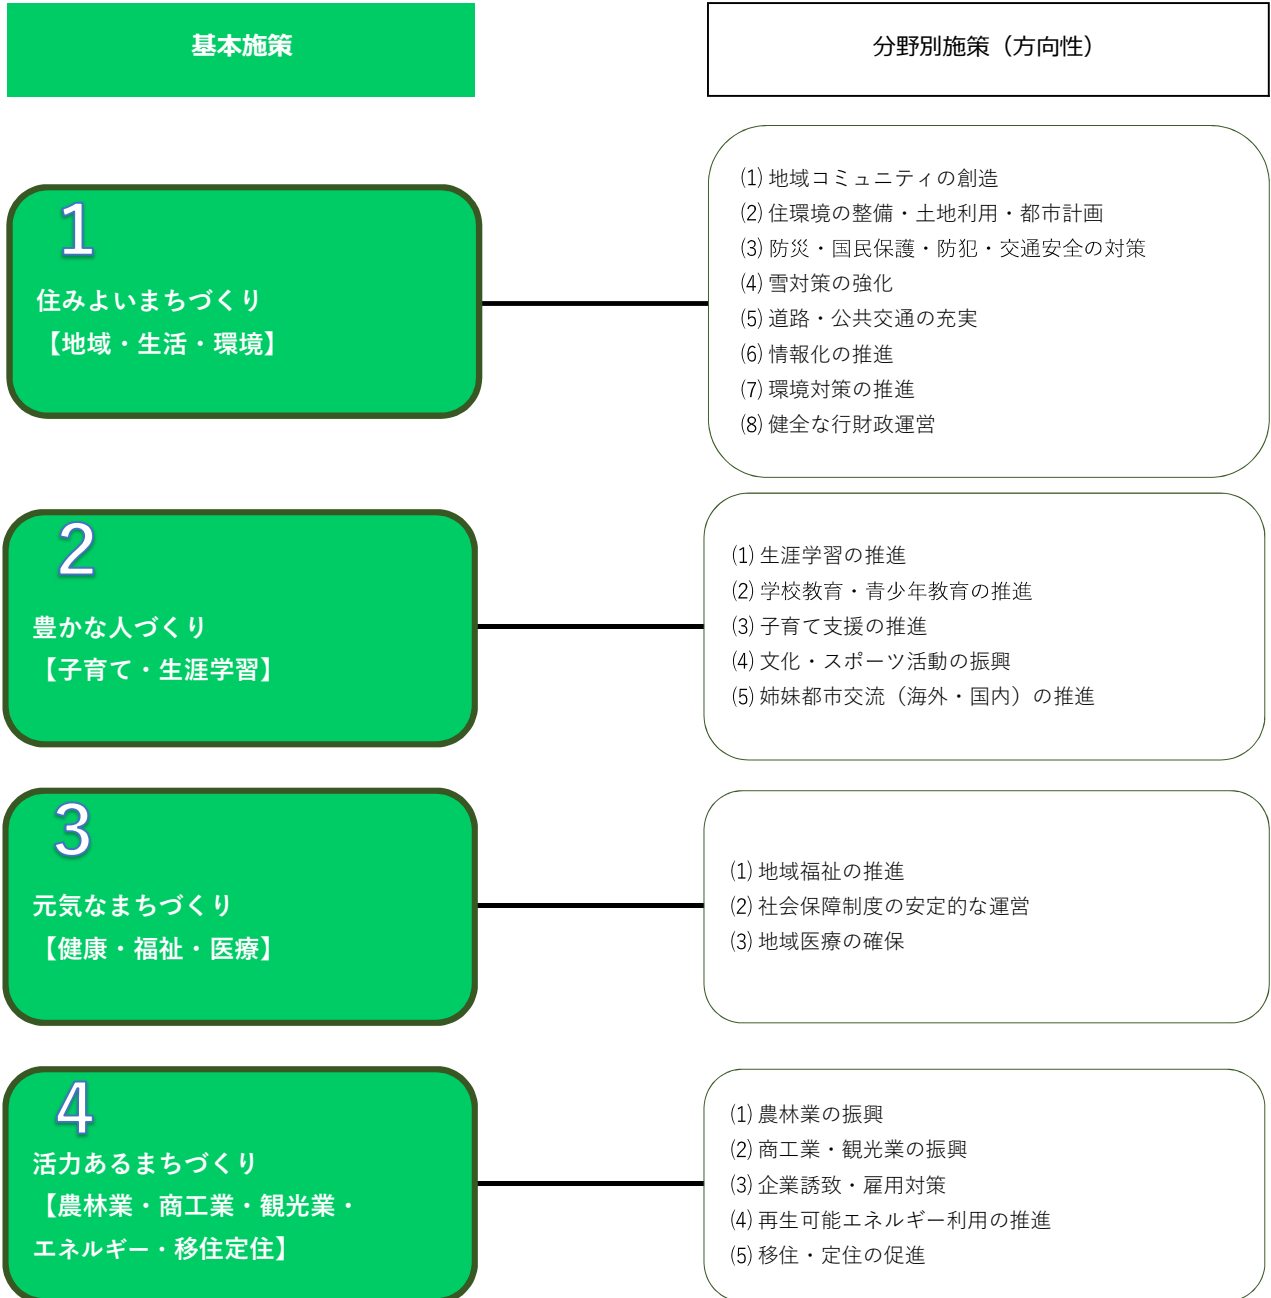 基本施策
分野別施策（方向性）
1
住みよいまちづくり
【地域・生活・環境】
(1) 地域コミュニティの創造
(2) 住環境の整備・土地利用・都市計画
(3) 防災・国民保護・防犯・交通安全の対策
(4) 雪対策の強化
(5) 道路・公共交通の充実
(6) 情報化の推進
(7) 環境対策の推進
(8) 健全な行財政運営
2
豊かな人づくり
【子育て・生涯学習】
(1) 生涯学習の推進
(2) 学校教育・青少年教育の推進
(3) 子育て支援の推進
(4) 文化・スポーツ活動の振興
(5) 姉妹都市交流（海外・国内）の推進
3
元気なまちづくり
【健康・福祉・医療】
(1) 地域福祉の推進
(2) 社会保障制度の安定的な運営
(3) 地域医療の確保
4
活力あるまちづくり
【農林業・商工業・観光業・
エネルギー・移住定住】
(1) 農林業の振興
(2) 商工業・観光業の振興
(3) 企業誘致・雇用対策
(4) 再生可能エネルギー利用の推進
(5) 移住・定住の促進